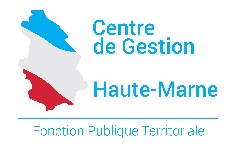 Centre
de Gestion
Haute-Marne
Fonction Publique Territoriale